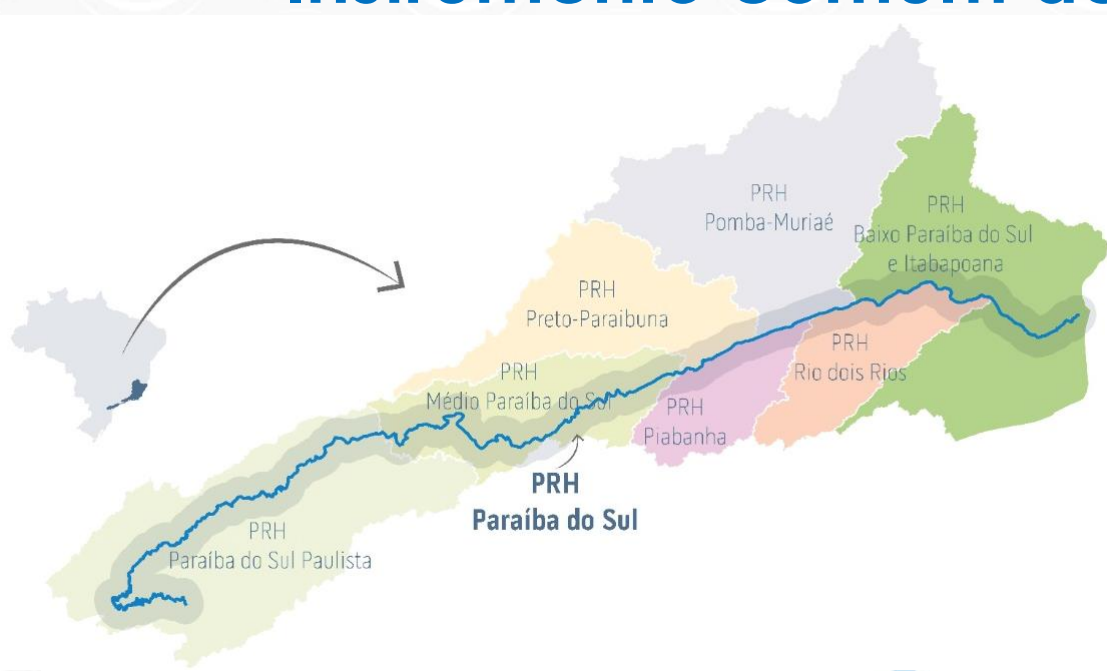 PRH
Pomba-Muriaé
PRH
Baixo Paraíba do Sul
e Itabapoana
PRH
Preto-Paraibuna
PRH
Rio dois Rios
PRH
Médio Paraíba do Sul
PRH
Piabanha
PRH
Paraíba do Sul
PRH
Paraíba do Sul Paulista